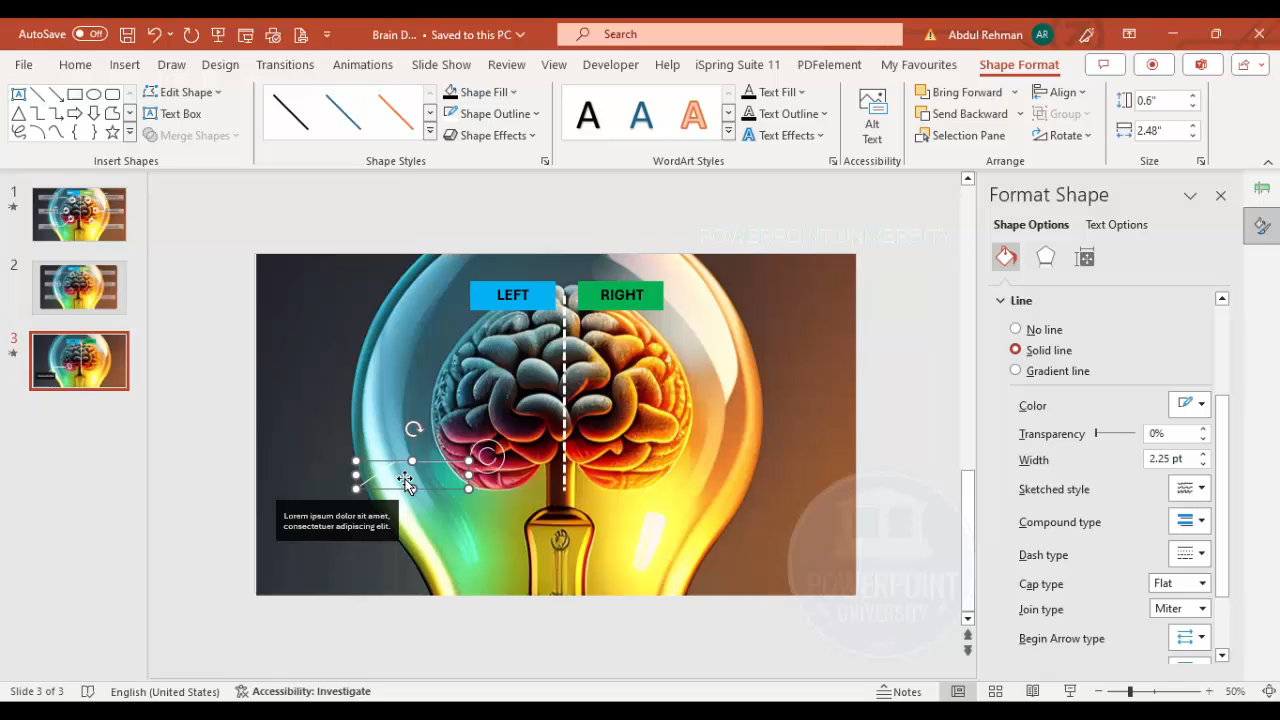 AutoSave Off Brain D... • Saved to this PC Search Abdul Rehman AR
File Home Insert Draw Design Transitions Animations Slide Show Review View Developer Help iSpring Suite 11 PDFelement My Favourites Shape Format
Edit Shape
Text Box
Merge Shapes
Insert Shapes
Shape Fill
Shape Outline
Shape Effects
Shape Styles
A A A
Text Fill
Text Outline
Text Effects
WordArt Styles
Alt
Text
Accessibility
Bring Forward
Send Backward
Selection Pane
Align
Group
Rotate
Arrange
0.6"
2.48"
Size
1
2
3
POWERPOINTUNIVERSITY
LEFT RIGHT
Lorem ipsum dolor sit amet,
consectetuer adipiscing elit.
POWERPOINT
UNIVERSITY
Format Shape
Shape Options Text Options
Line
No line
Solid line
Gradient line
Color
Transparency 0%
Width 2.25 pt
Sketched style
Compound type
Dash type
Cap type Flat
Join type Miter
Begin Arrow type
Slide 3 of 3 English (United States) Accessibility: Investigate Notes 50%